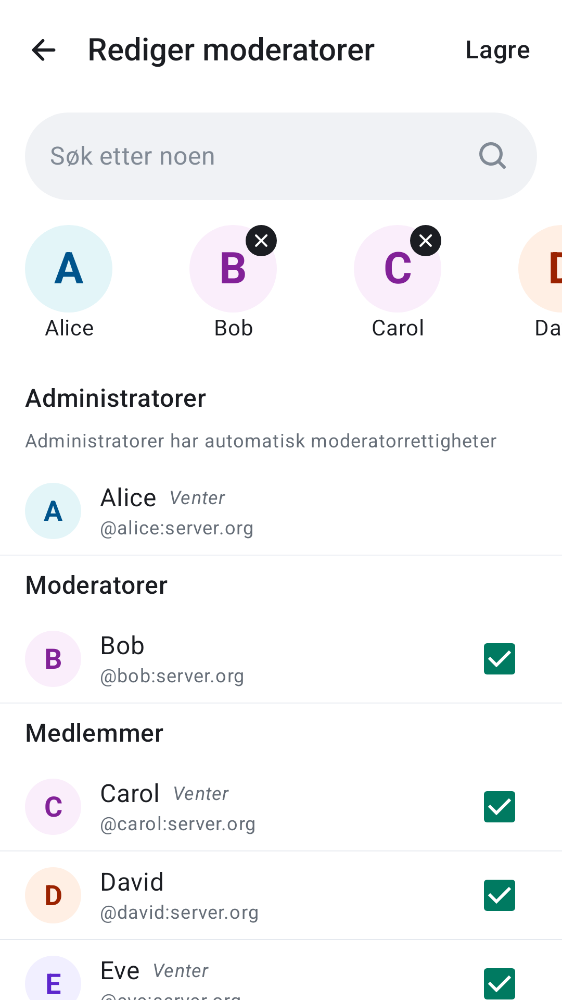 Rediger moderatorer
Lagre
Søk etter noen
A
B
C
Alice
Bob
Carol
Da
Administratorer
Administratorer har automatisk moderatorrettigheter
A
Alice Venter
@alice:server.org
Moderatorer
B
Bob
@bob:server.org
Medlemmer
C
Carol Venter
@carol:server.org
D
David
@david:server.org
E
Eve Venter